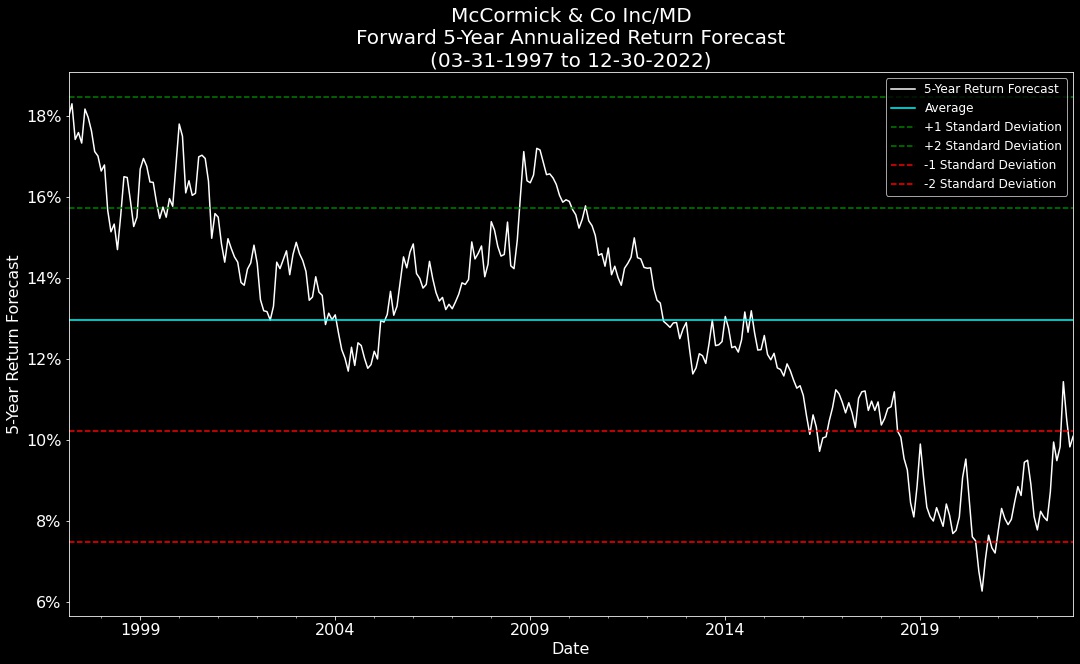 McCormick & Co Inc/MD
Forward 5-Year Annualized Return Forecast
(03-31-1997 to 12-30-2022)
5-Year Return Forecast
Average
+1 Standard Deviation
+2 Standard Deviation
-1 Standard Deviation
-2 Standard Deviation
5-Year Return Forecast
18%
16%
14%
12%
10%
8%
6%
1999
2004
2009
2014
2019
Date